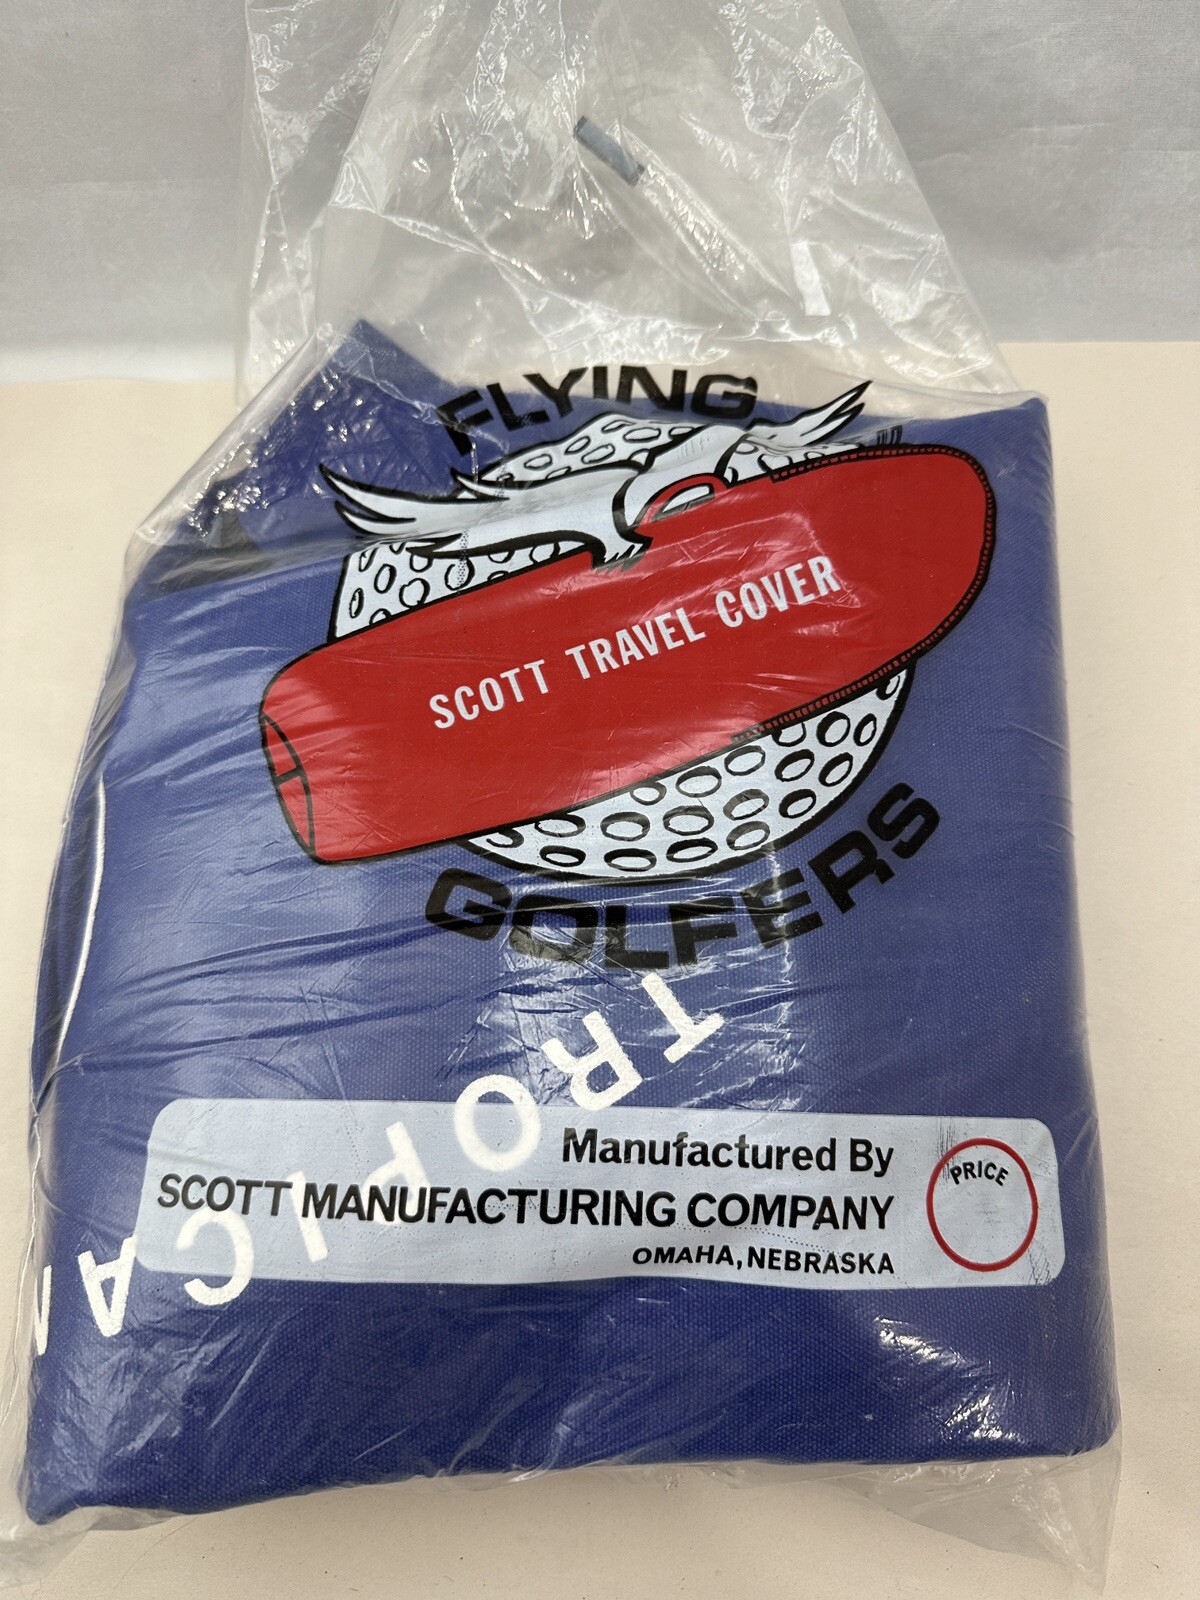 FLYING
SCOTT TRAVEL COVER
GOLFERS
TROPICA
Manufactured By
SCOTT MANUFACTURING COMPANY
OMAHA, NEBRASKA
PRICE